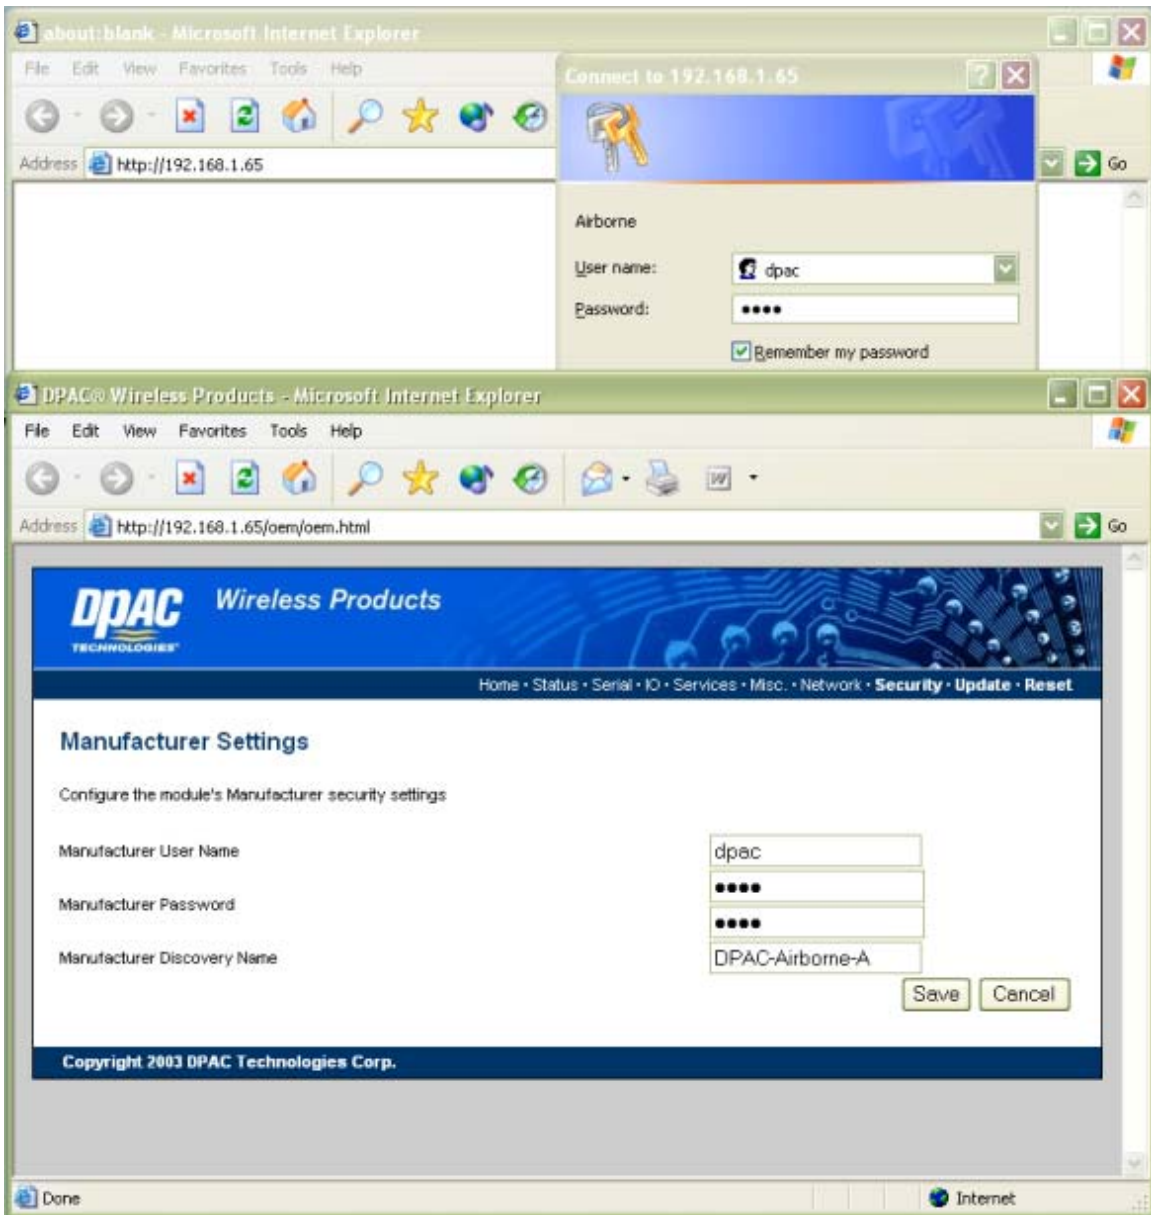 about:blank - Microsoft Internet Explorer
File Edit View Favorites Tools Help
Connect to 192.168.1.65
Address http://192.168.1.65
Go
Airborne
User name: dpac
Password: ••••
Remember my password
DPAC® Wireless Products - Microsoft Internet Explorer
File Edit View Favorites Tools Help
W
Address http://192.168.1.65/oem/oem.html
Go
DPAC Wireless Products
TECHNOLOGIES
Home • Status • Serial • IO • Services • Misc. • Network • Security • Update • Reset
Manufacturer Settings
Configure the module's Manufacturer security settings
Manufacturer User Name dpac
••••
Manufacturer Password
••••
Manufacturer Discovery Name DPAC-Airborne-A
Save Cancel
Copyright 2003 DPAC Technologies Corp.
Done Internet